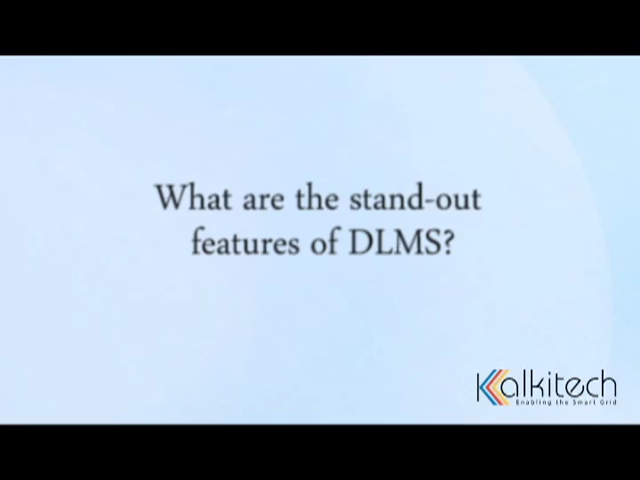 What are the stand-out
features of DLMS?
Kalkitech
Enabling the Smart Grid